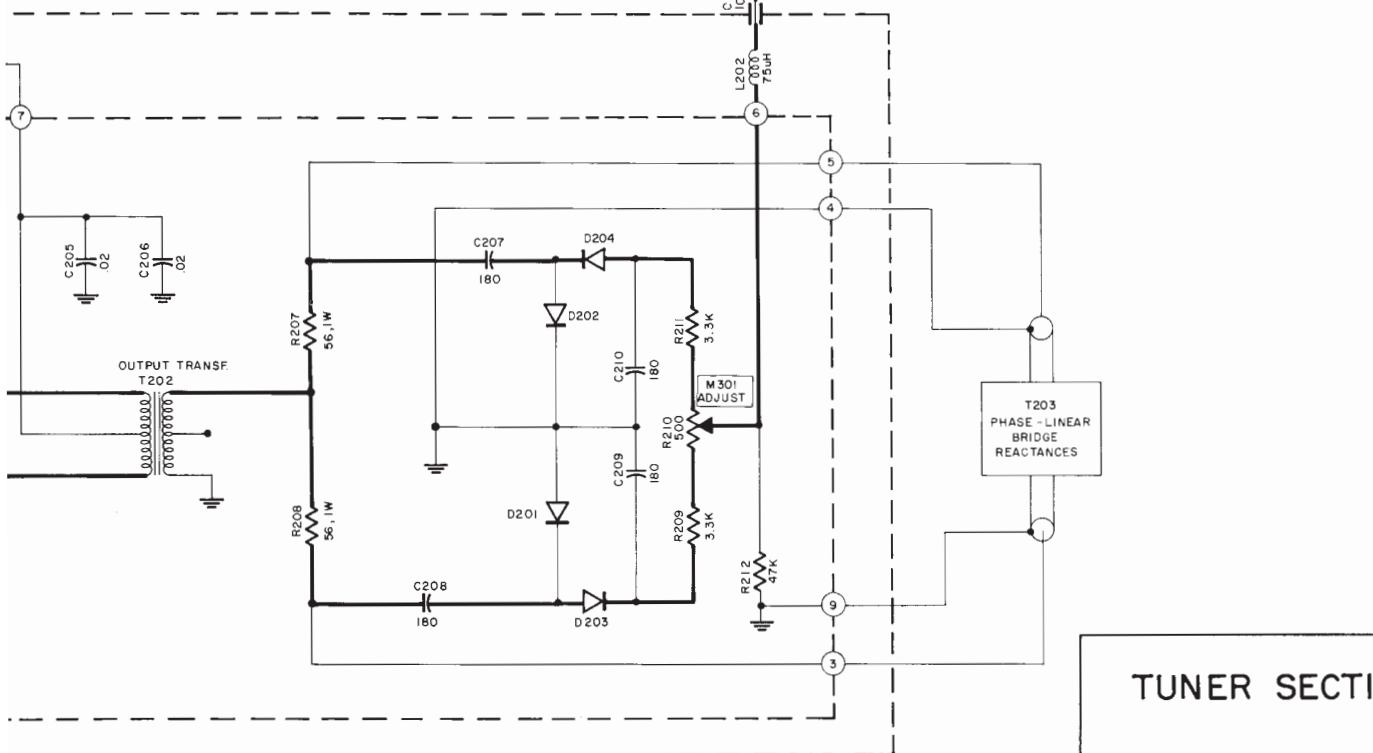 C
10
L202
75uH
7
6
5
4
C205
.02
C206
.02
C207
180
D204
D202
R207
56,1W
R211
3.3K
C210
180
OUTPUT TRANSF.
T202
M301
ADJUST
R210
500
T203
PHASE-LINEAR
BRIDGE
REACTANCES
C209
180
D201
R208
56,1W
R209
3.3K
R212
47K
C208
180
D203
9
3
TUNER SECTI